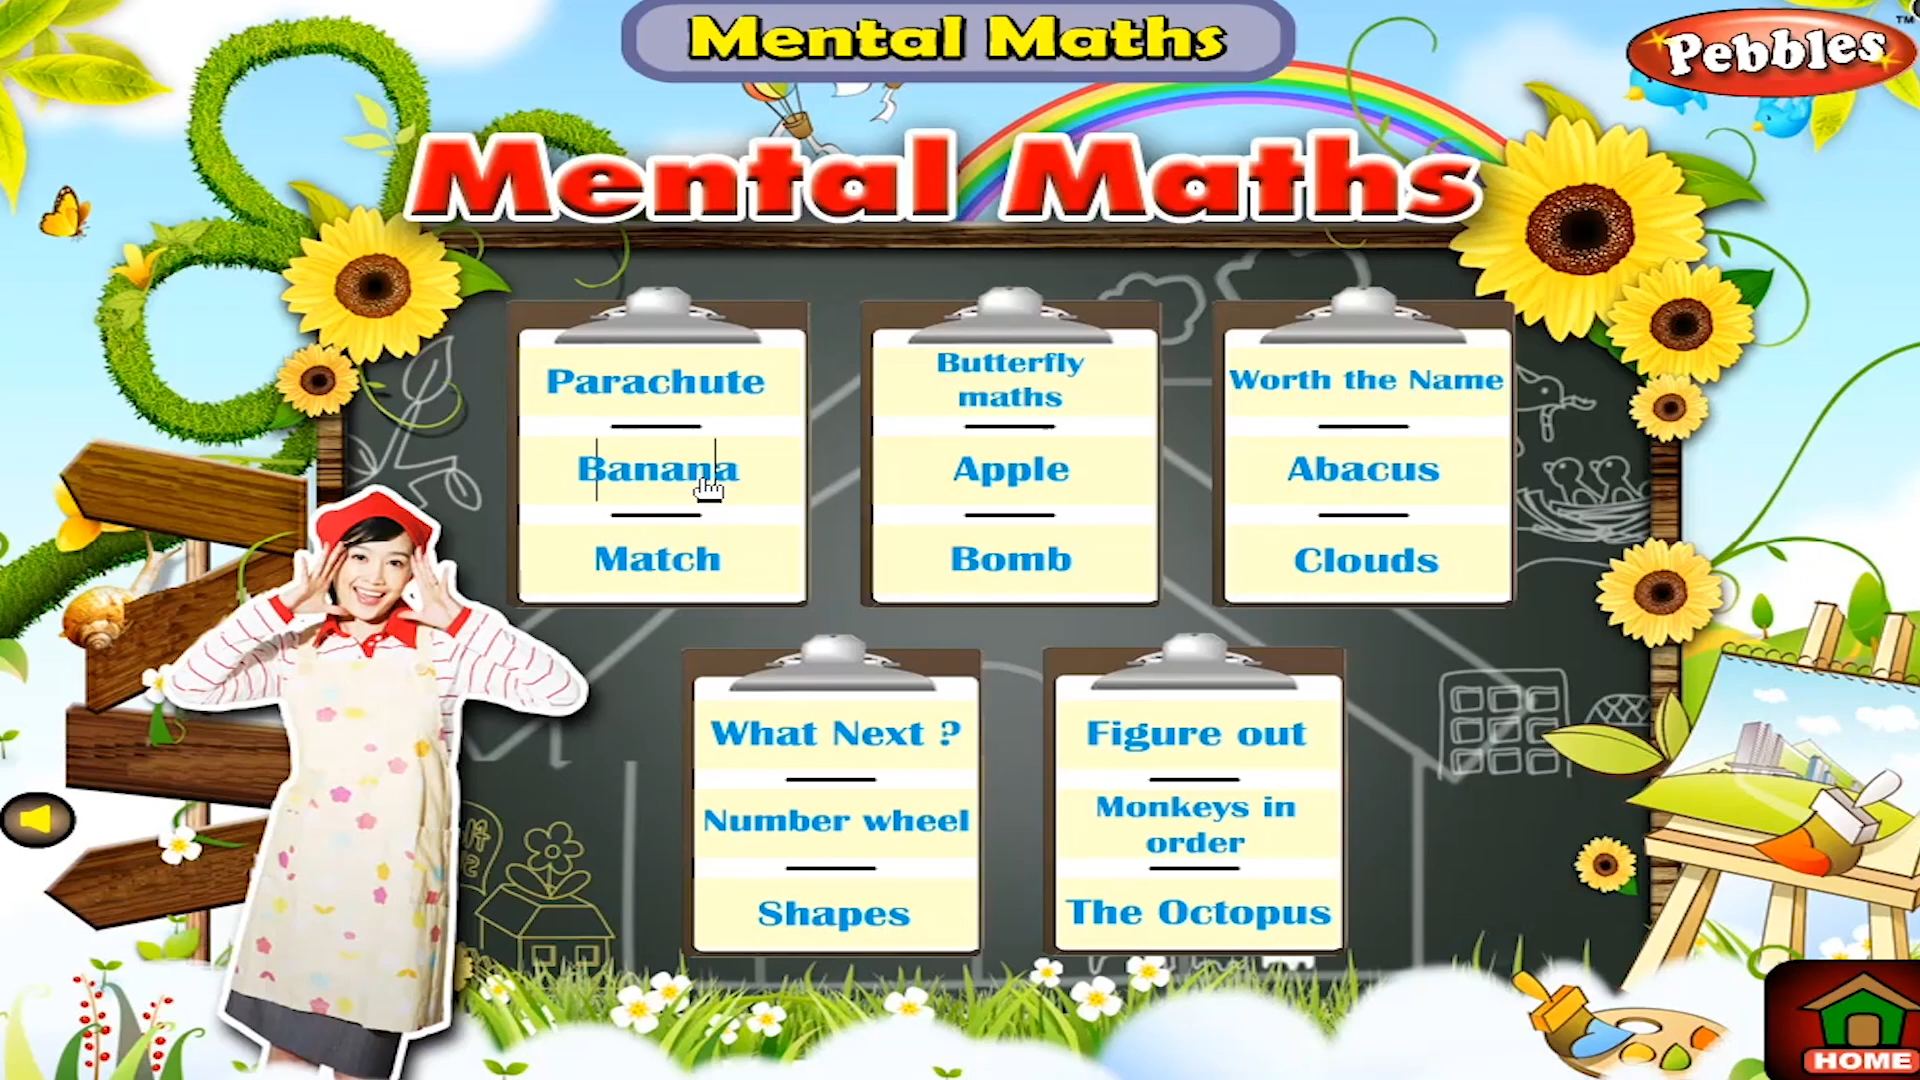 Mental Maths
Pebbles
TM
Mental Maths
Parachute
Banana
Match
Butterfly
maths
Apple
Bomb
Worth the Name
Abacus
Clouds
What Next ?
Number wheel
Shapes
Figure out
Monkeys in
order
The Octopus
HOME